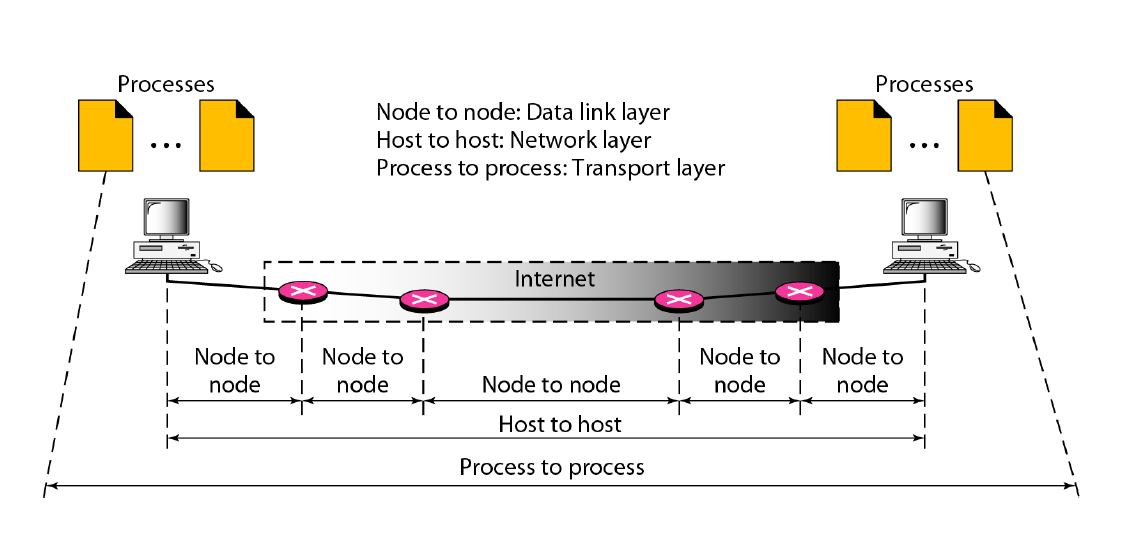 Processes
Processes
Node to node: Data link layer
Host to host: Network layer
Process to process: Transport layer
Internet
Node to
node
Node to
node
Node to node
Node to
node
Node to
node
Host to host
Process to process